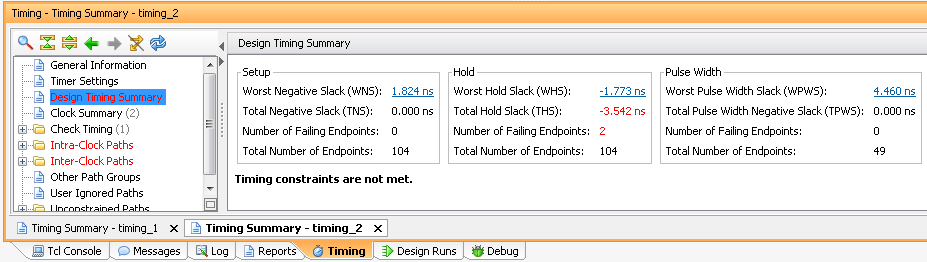 Timing - Timing Summary - timing_2
General Information
Timer Settings
Design Timing Summary
Clock Summary (2)
Check Timing (1)
Intra-Clock Paths
Inter-Clock Paths
Other Path Groups
User Ignored Paths
Unconstrained Paths
Design Timing Summary
Setup
Worst Negative Slack (WNS): 1.824 ns
Total Negative Slack (TNS): 0.000 ns
Number of Failing Endpoints: 0
Total Number of Endpoints: 104
Hold
Worst Hold Slack (WHS): -1.773 ns
Total Hold Slack (THS): -3.542 ns
Number of Failing Endpoints: 2
Total Number of Endpoints: 104
Pulse Width
Worst Pulse Width Slack (WPWS): 4.460 ns
Total Pulse Width Negative Slack (TPWS): 0.000 ns
Number of Failing Endpoints: 0
Total Number of Endpoints: 49
Timing constraints are not met.
Timing Summary - timing_1 Timing Summary - timing_2
Tcl Console Messages Log Reports Timing Design Runs Debug